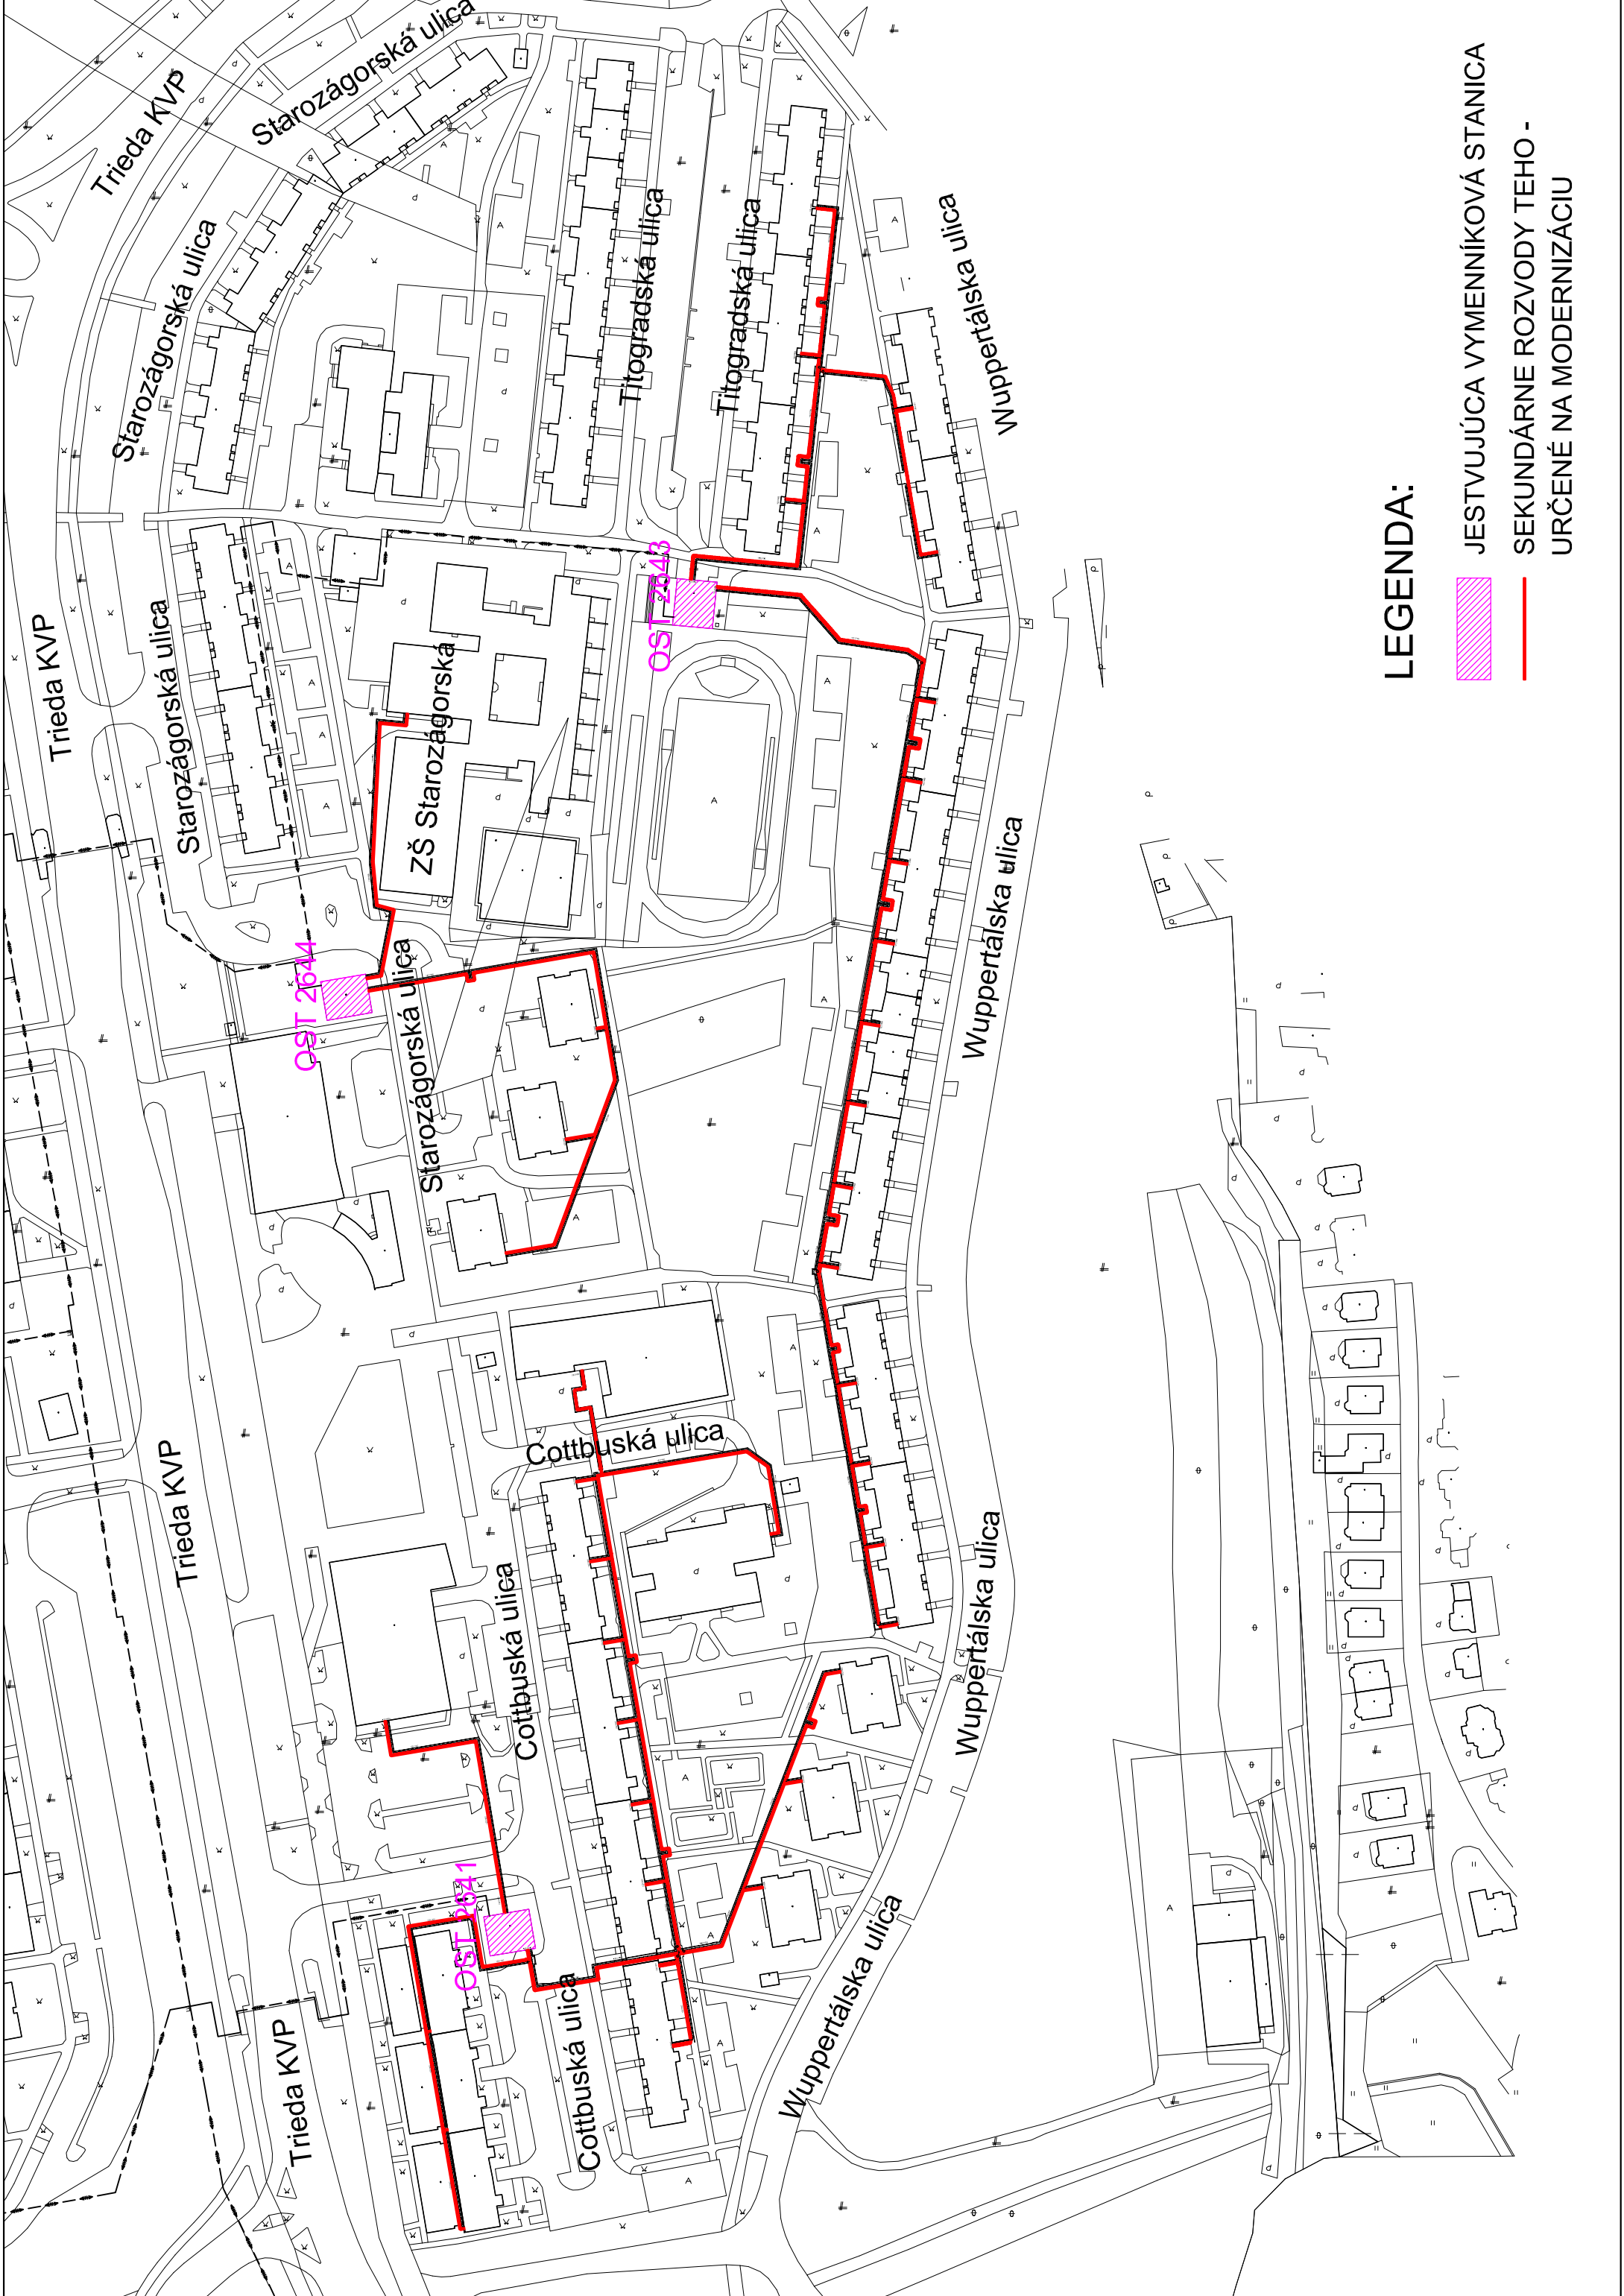 Trieda KVP
Starozágorská ulica
Starozágorská ulica
Trieda KVP
Starozágorská ulica
Titogradská ulica
Titogradská ulica
Wuppertálska ulica
OST 2643
ZŠ Starozágorská
OST 2644
Starozágorská ulica
Wuppertálska ulica
Trieda KVP
Cottbuská ulica
Cottbuská ulica
Wuppertálska ulica
OST 2641
Trieda KVP
Cottbuská ulica
Wuppertálska ulica
LEGENDA:
JESTVUJÚCA VYMENNÍKOVÁ STANICA
SEKUNDÁRNE ROZVODY TEHO -
URČENÉ NA MODERNIZÁCIU